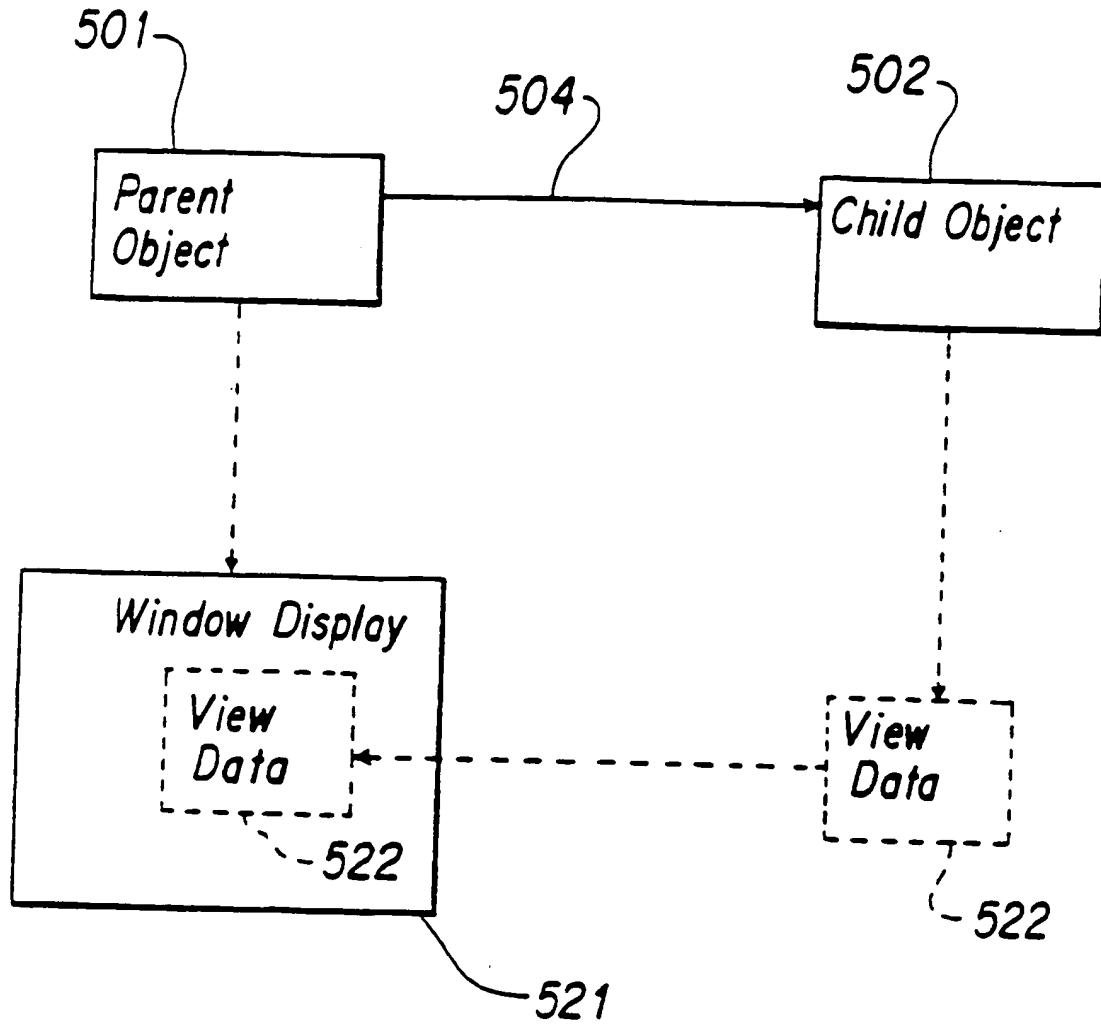 501
504
502
Parent
Object
Child Object
Window Display
View
Data
View
Data
522
522
521